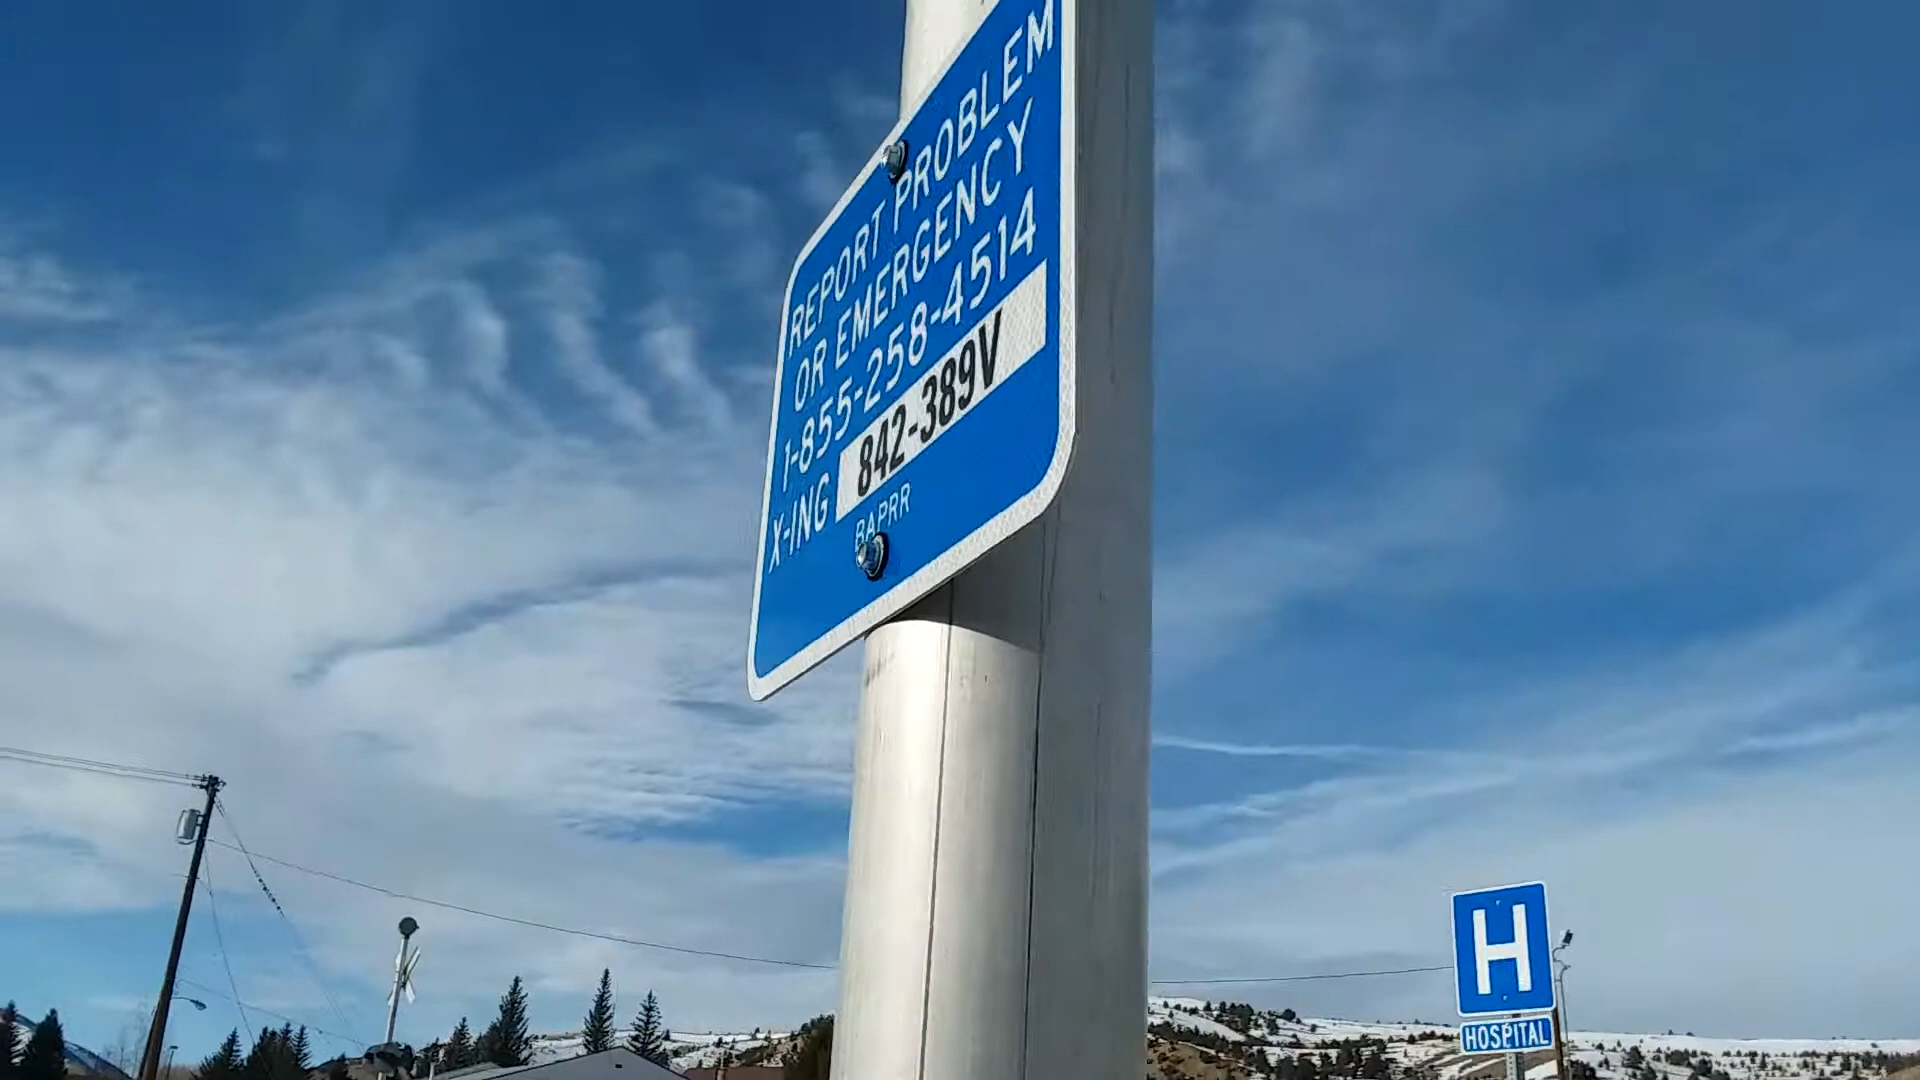 REPORT PROBLEM
OR EMERGENCY
1-855-258-4514
X-ING 842-389V
BAPRR
H
HOSPITAL